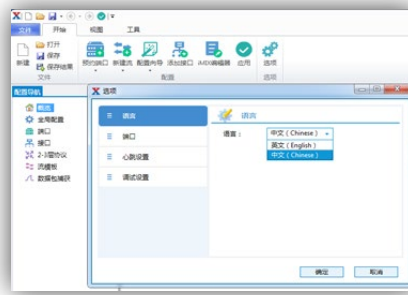 文件 开始 视图 工具
新建 打开 保存 保存结果
预约端口 新建流 配置向导 添加接口 iMIX编辑器 应用 选项
文件 配置 选项
配置导航
概览
全局配置
端口
接口
2-3层协议
流模板
数据包捕获
选项
语言
端口
心跳设置
调试设置
语言
语言： 中文 ( Chinese )
英文 ( English )
中文 ( Chinese )
确定 取消